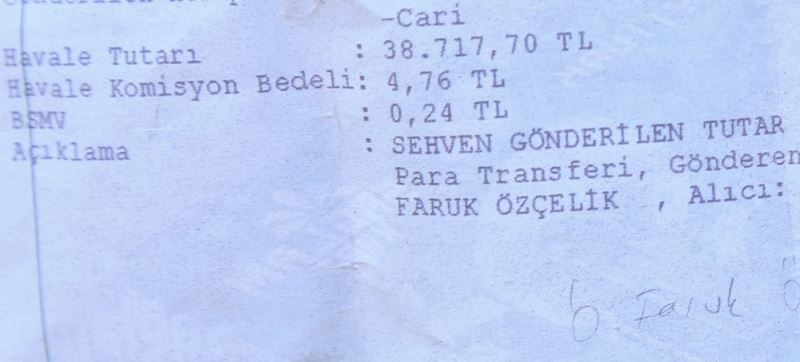 -Cari
Havale Tutarı : 38.717,70 TL
Havale Komisyon Bedeli: 4,76 TL
BSMV : 0,24 TL
Açıklama : SEHVEN GÖNDERİLEN TUTAR
Para Transferi, Gönderen
FARUK ÖZÇELİK , Alıcı:
Faruk